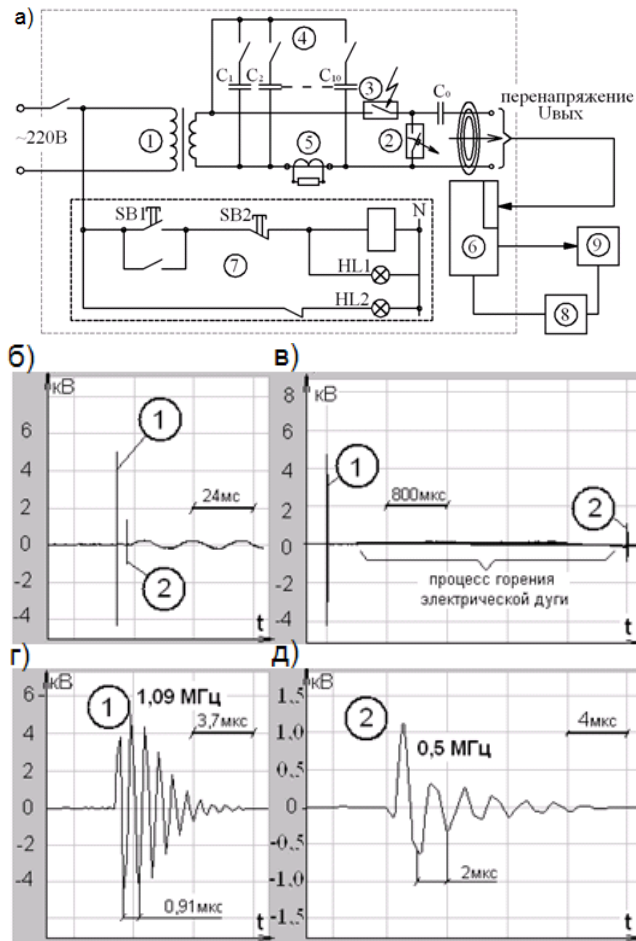 а)
4
C₁ C₂ C₁₀ 3 C₀
перенапряжение
Uвых
~220В 1 5 2
SB1 SB2 N
6 9
7 HL1
HL2 8
б)
кВ
8
6
4
2
0
-2
-4
1
24мс
2
t
в)
кВ
8
6
4
2
0
-2
-4
1
800мкс
2
процесс горения
электрической дуги
t
г)
кВ
6
4
2
0
-2
-4
1 1,09 МГц
3,7мкс
0,91мкс
t
д)
кВ
1.5
1.0
0.5
0
-0.5
-1.0
-1.5
2
4мкс
0,5 МГц
2мкс
t